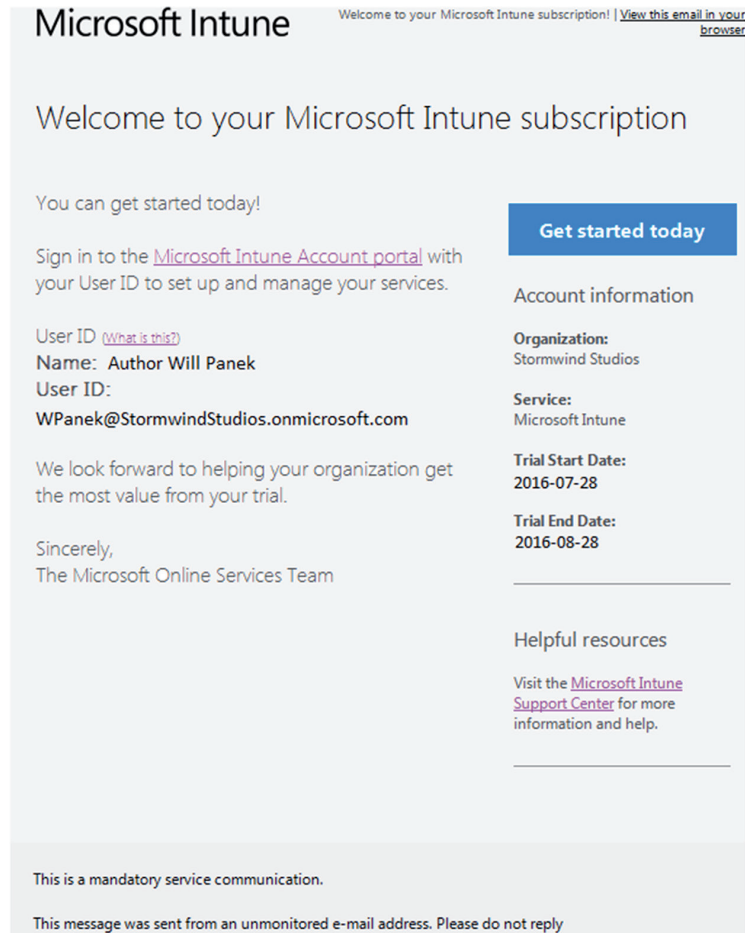 Microsoft Intune
Welcome to your Microsoft Intune subscription! | View this email in your
browser
Welcome to your Microsoft Intune subscription
You can get started today!
Sign in to the Microsoft Intune Account portal with
your User ID to set up and manage your services.
User ID (What is this?)
Name: Author Will Panek
User ID:
WPanek@StormwindStudios.onmicrosoft.com
We look forward to helping your organization get
the most value from your trial.
Sincerely,
The Microsoft Online Services Team
Get started today
Account information
Organization:
Stormwind Studios
Service:
Microsoft Intune
Trial Start Date:
2016-07-28
Trial End Date:
2016-08-28
Helpful resources
Visit the Microsoft Intune
Support Center for more
information and help.
This is a mandatory service communication.
This message was sent from an unmonitored e-mail address. Please do not reply